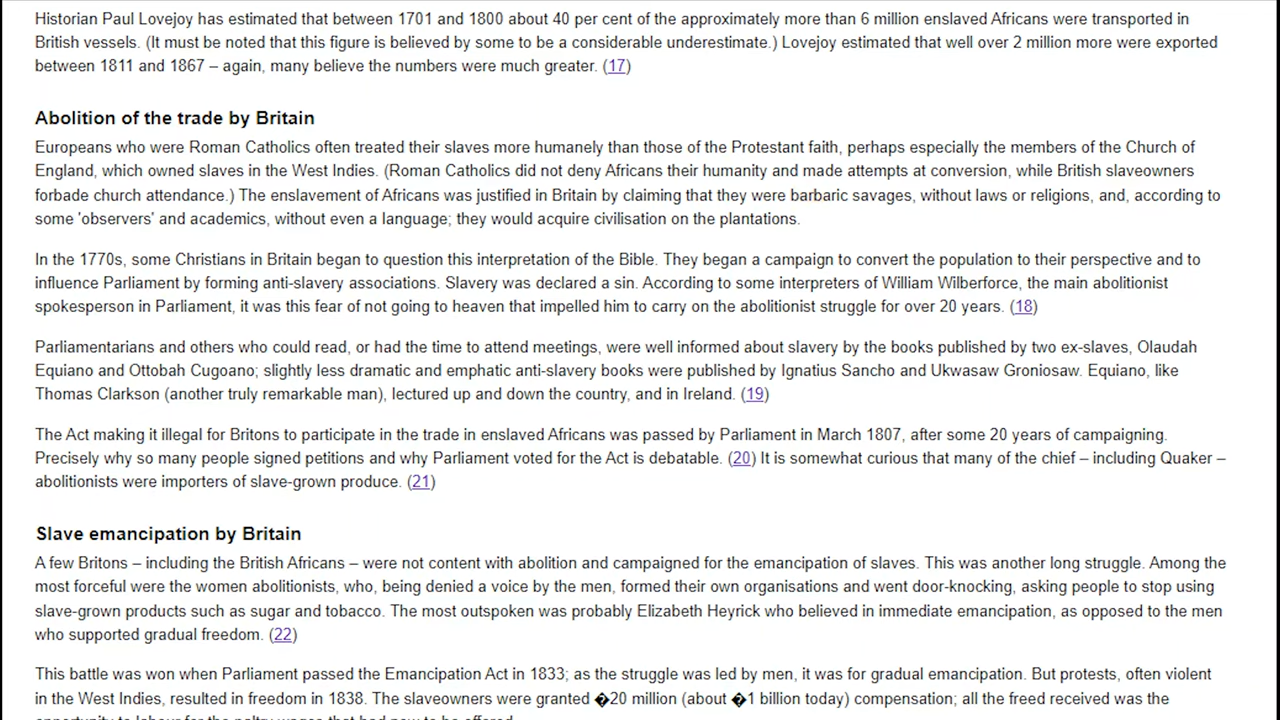 Historian Paul Lovejoy has estimated that between 1701 and 1800 about 40 per cent of the approximately more than 6 million enslaved Africans were transported in
British vessels. (It must be noted that this figure is believed by some to be a considerable underestimate.) Lovejoy estimated that well over 2 million more were exported
between 1811 and 1867 – again, many believe the numbers were much greater. (17)
Abolition of the trade by Britain
Europeans who were Roman Catholics often treated their slaves more humanely than those of the Protestant faith, perhaps especially the members of the Church of
England, which owned slaves in the West Indies. (Roman Catholics did not deny Africans their humanity and made attempts at conversion, while British slaveowners
forbade church attendance.) The enslavement of Africans was justified in Britain by claiming that they were barbaric savages, without laws or religions, and, according to
some 'observers' and academics, without even a language; they would acquire civilisation on the plantations.
In the 1770s, some Christians in Britain began to question this interpretation of the Bible. They began a campaign to convert the population to their perspective and to
influence Parliament by forming anti-slavery associations. Slavery was declared a sin. According to some interpreters of William Wilberforce, the main abolitionist
spokesperson in Parliament, it was this fear of not going to heaven that impelled him to carry on the abolitionist struggle for over 20 years. (18)
Parliamentarians and others who could read, or had the time to attend meetings, were well informed about slavery by the books published by two ex-slaves, Olaudah
Equiano and Ottobah Cugoano; slightly less dramatic and emphatic anti-slavery books were published by Ignatius Sancho and Ukwasaw Groniosaw. Equiano, like
Thomas Clarkson (another truly remarkable man), lectured up and down the country, and in Ireland. (19)
The Act making it illegal for Britons to participate in the trade in enslaved Africans was passed by Parliament in March 1807, after some 20 years of campaigning.
Precisely why so many people signed petitions and why Parliament voted for the Act is debatable. (20) It is somewhat curious that many of the chief – including Quaker –
abolitionists were importers of slave-grown produce. (21)
Slave emancipation by Britain
A few Britons – including the British Africans – were not content with abolition and campaigned for the emancipation of slaves. This was another long struggle. Among the
most forceful were the women abolitionists, who, being denied a voice by the men, formed their own organisations and went door-knocking, asking people to stop using
slave-grown products such as sugar and tobacco. The most outspoken was probably Elizabeth Heyrick who believed in immediate emancipation, as opposed to the men
who supported gradual freedom. (22)
This battle was won when Parliament passed the Emancipation Act in 1833; as the struggle was led by men, it was for gradual emancipation. But protests, often violent
in the West Indies, resulted in freedom in 1838. The slaveowners were granted �20 million (about �1 billion today) compensation; all the freed received was the